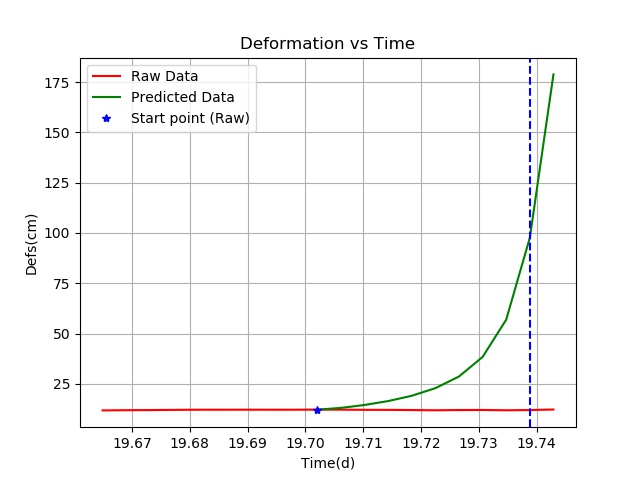 Deformation vs Time
Raw Data
Predicted Data
Start point (Raw)
175
150
125
100
75
50
25
Defs(cm)
19.67 19.68 19.69 19.70 19.71 19.72 19.73 19.74
Time(d)